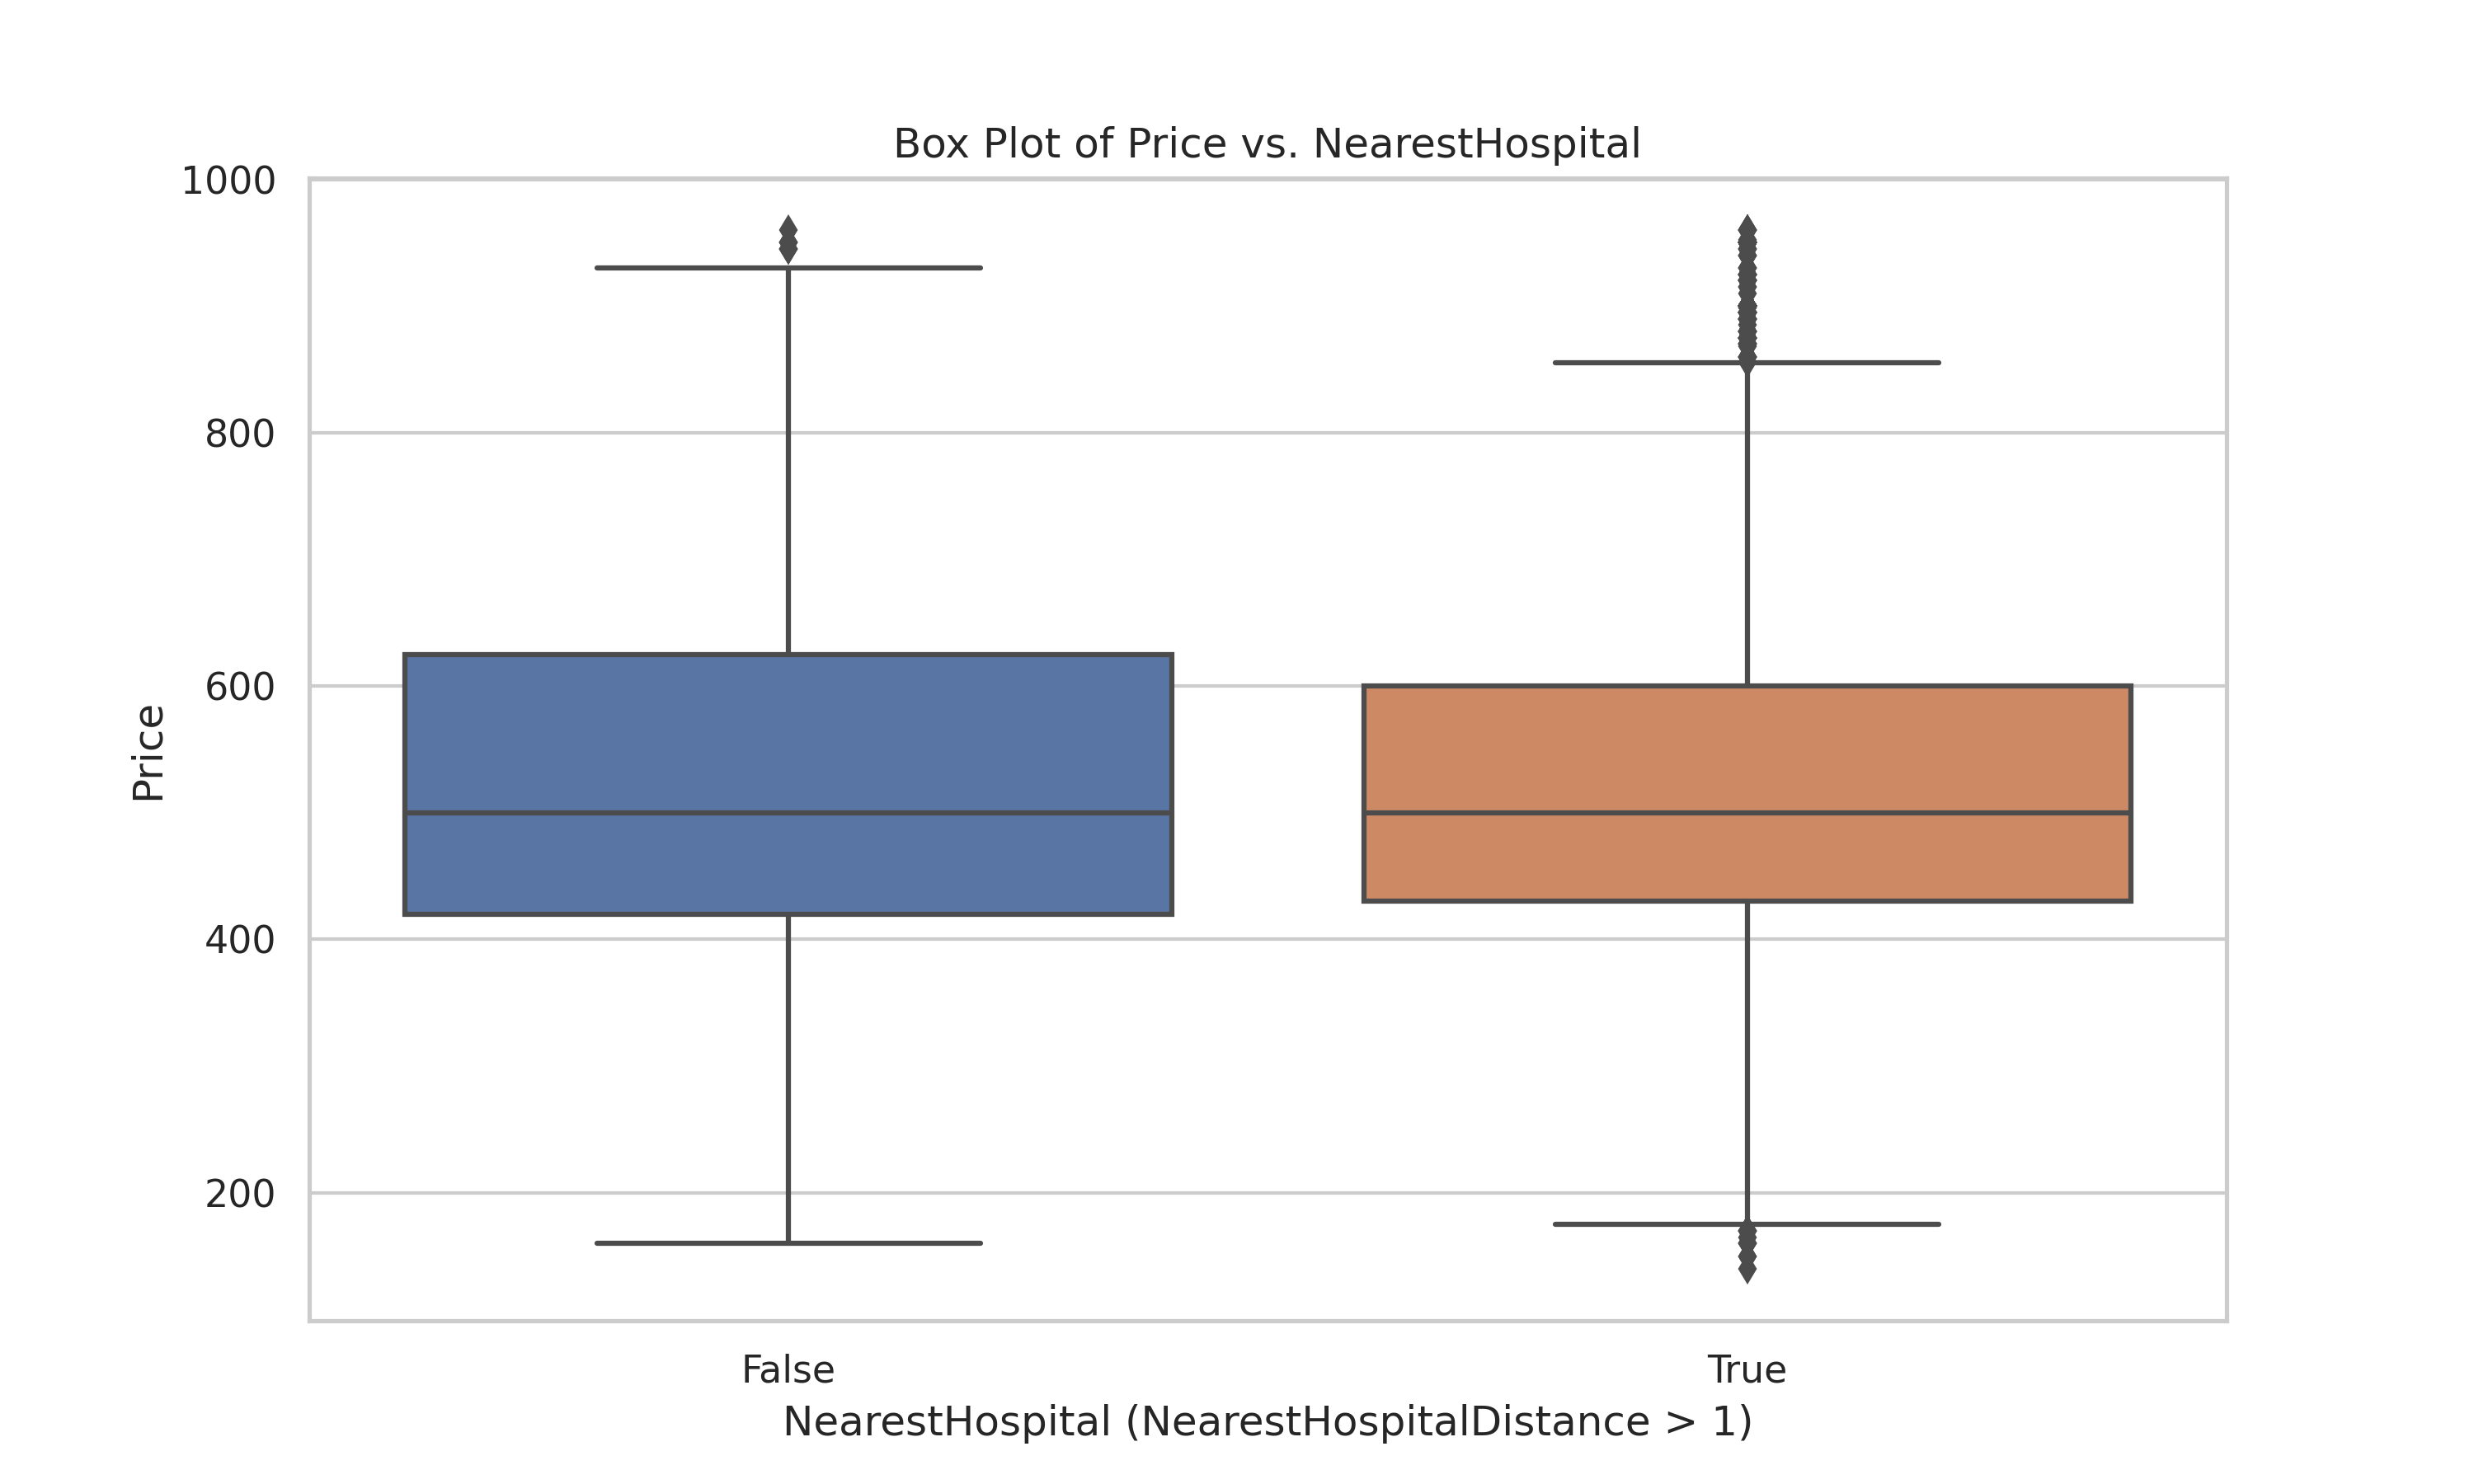 Box Plot of Price vs. NearestHospital
1000
800
600
400
200
Price
False
True
NearestHospital (NearestHospitalDistance > 1)